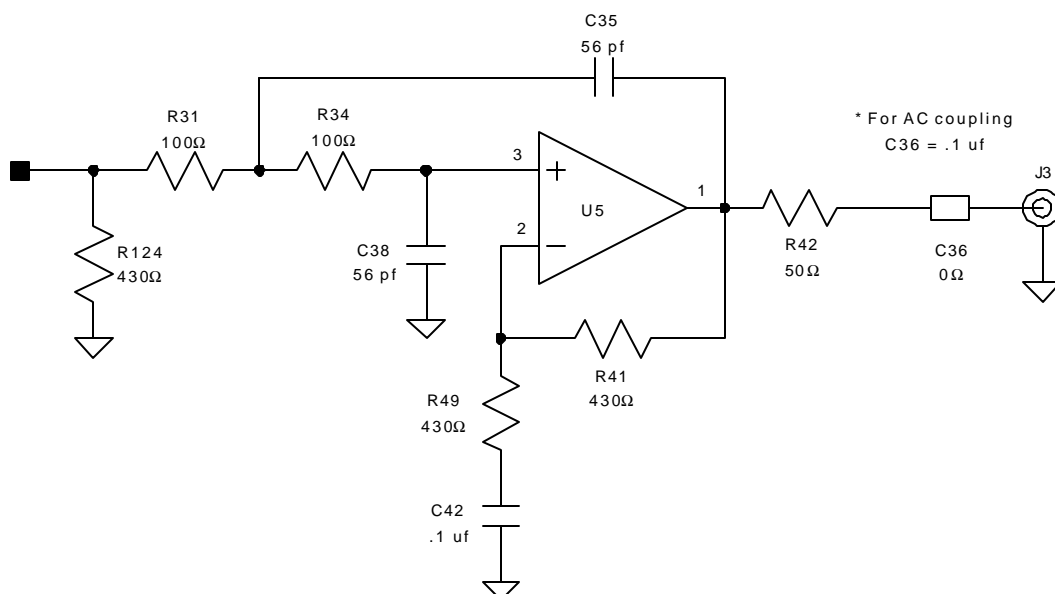 C35
56 pf
R31
100Ω
R34
100Ω
* For AC coupling
C36 = .1 uf
J3
3
1
U5
2
R124
430Ω
C38
56 pf
R42
50Ω
C36
0Ω
R41
430Ω
R49
430Ω
C42
.1 uf